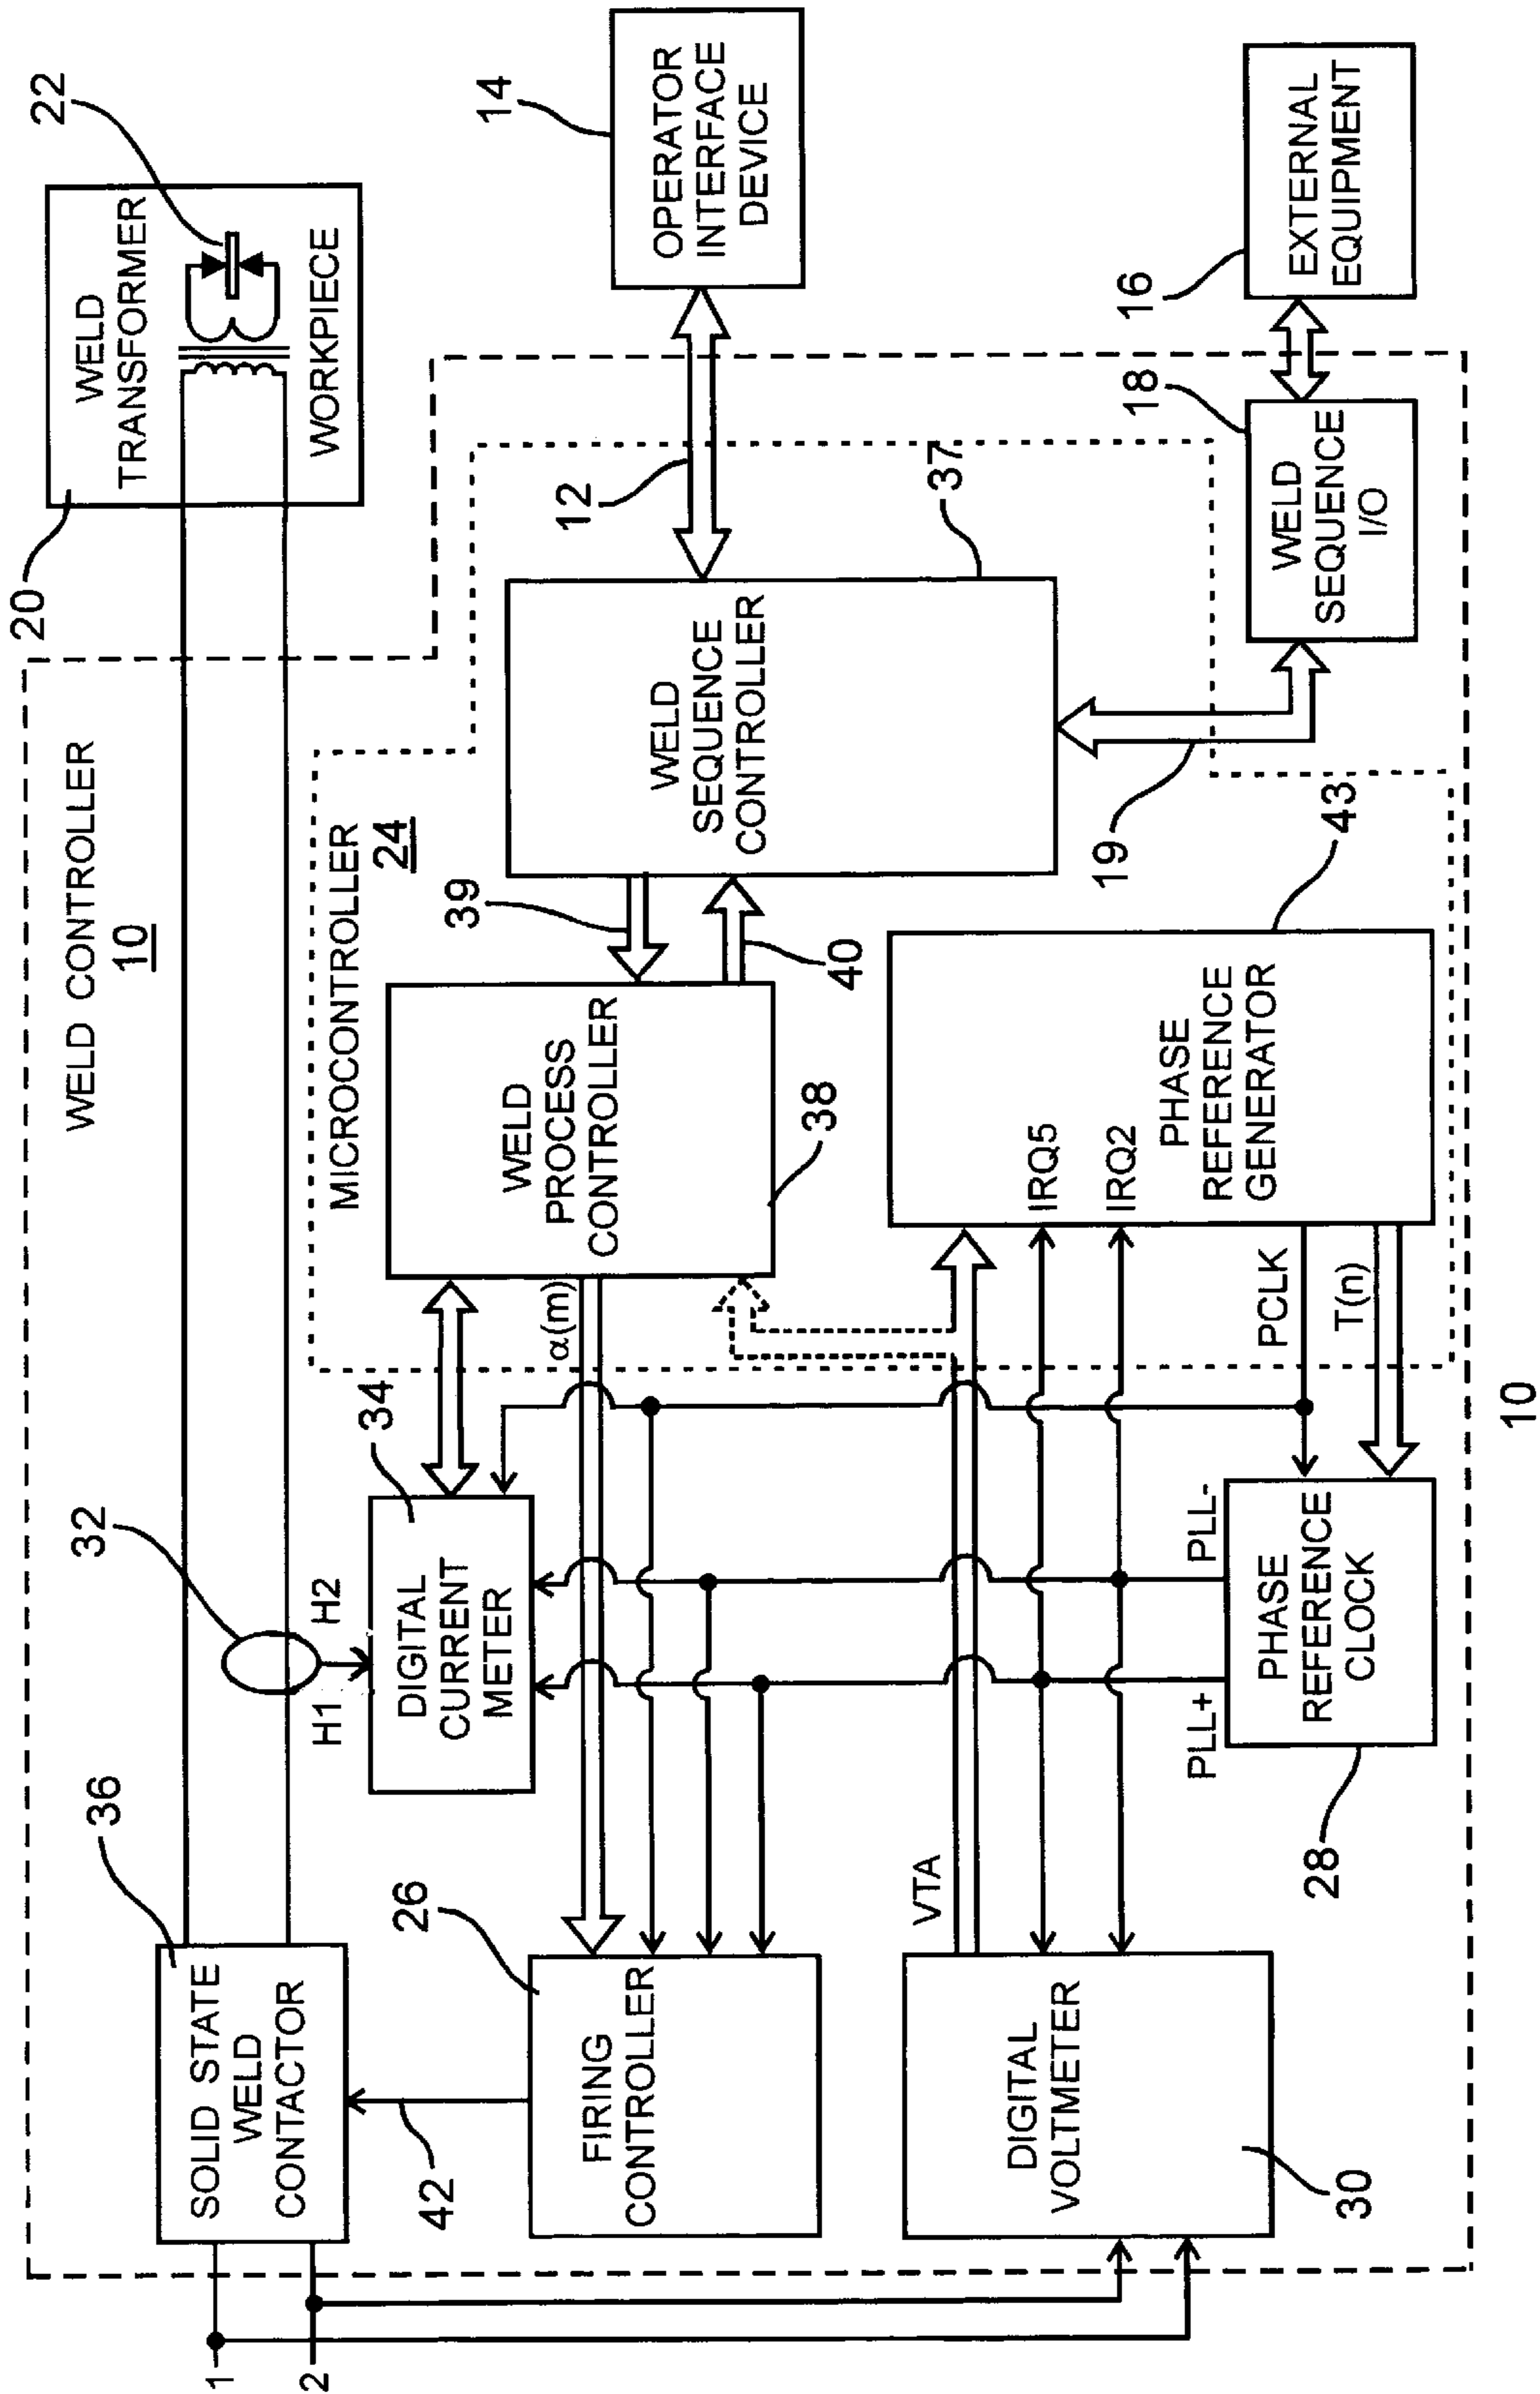 WELD CONTROLLER
10
1
2
SOLID STATE
WELD
CONTACTOR
36
32
H1
H2
20
WELD
TRANSFORMER
22
WORKPIECE
42
FIRING
CONTROLLER
26
DIGITAL
CURRENT
METER
34
α(m)
MICROCONTROLLER
24
WELD
PROCESS
CONTROLLER
38
39
40
WELD
SEQUENCE
CONTROLLER
37
12
14
OPERATOR
INTERFACE
DEVICE
DIGITAL
VOLTMETER
30
VTA
IRQ5
IRQ2
PCLK
T(n)
PHASE
REFERENCE
GENERATOR
43
19
PLL+
PLL-
PHASE
REFERENCE
CLOCK
28
18
WELD
SEQUENCE
I/O
16
EXTERNAL
EQUIPMENT
10